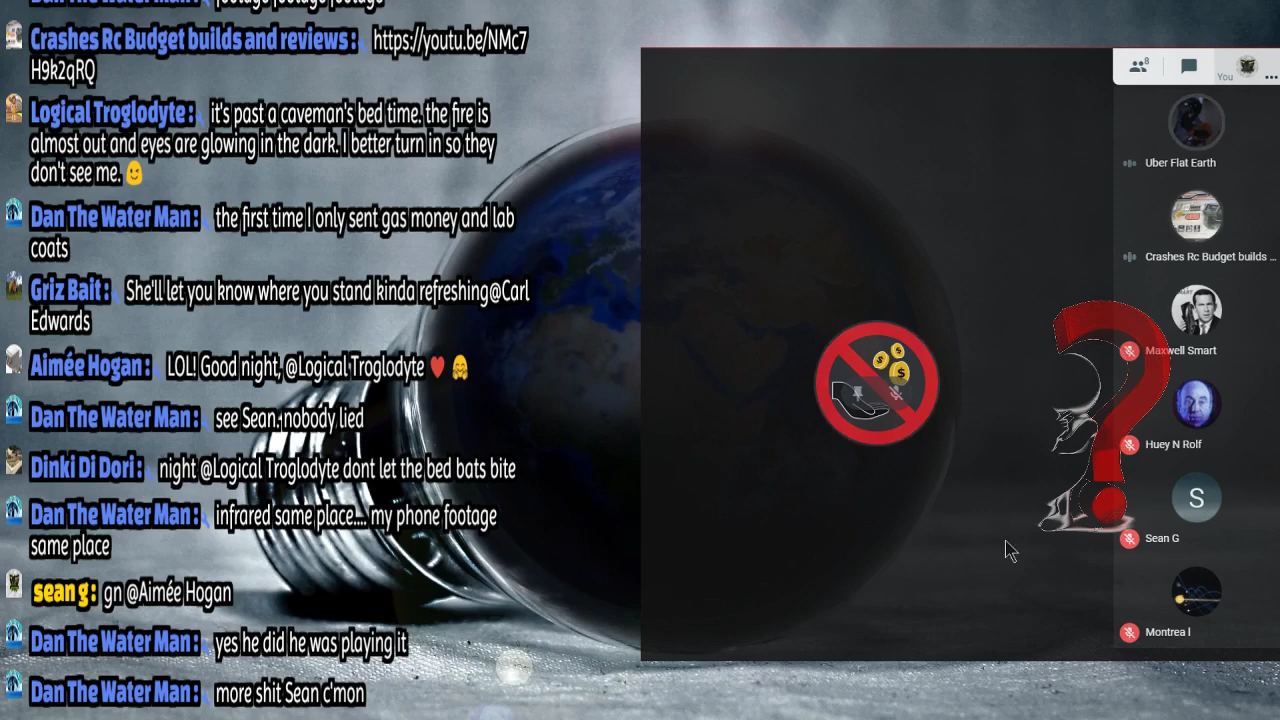 Dan The Water Man: footage footage footage
Crashes Rc Budget builds and reviews: https://youtu.be/NMc7
H9k2qRQ
Logical Troglodyte: it's past a caveman's bed time. the fire is
almost out and eyes are glowing in the dark. I better turn in so they
don't see me. 😉
Dan The Water Man: the first time I only sent gas money and lab
coats
Griz Bait: She'll let you know where you stand kinda refreshing@Carl
Edwards
Aimée Hogan: LOL! Good night, @Logical Troglodyte ♥️ 🤗
Dan The Water Man: see Sean. nobody lied
Dinki Di Dori: night @Logical Troglodyte dont let the bed bats bite
Dan The Water Man: infrared same place.... my phone footage
same place
sean g: gn @Aimée Hogan
Dan The Water Man: yes he did he was playing it
Dan The Water Man: more shit Sean c'mon
8
You
Uber Flat Earth
Crashes Rc Budget builds ...
Maxwell Smart
Huey N Rolf
S
Sean G
Montrea l
$
$
$
?